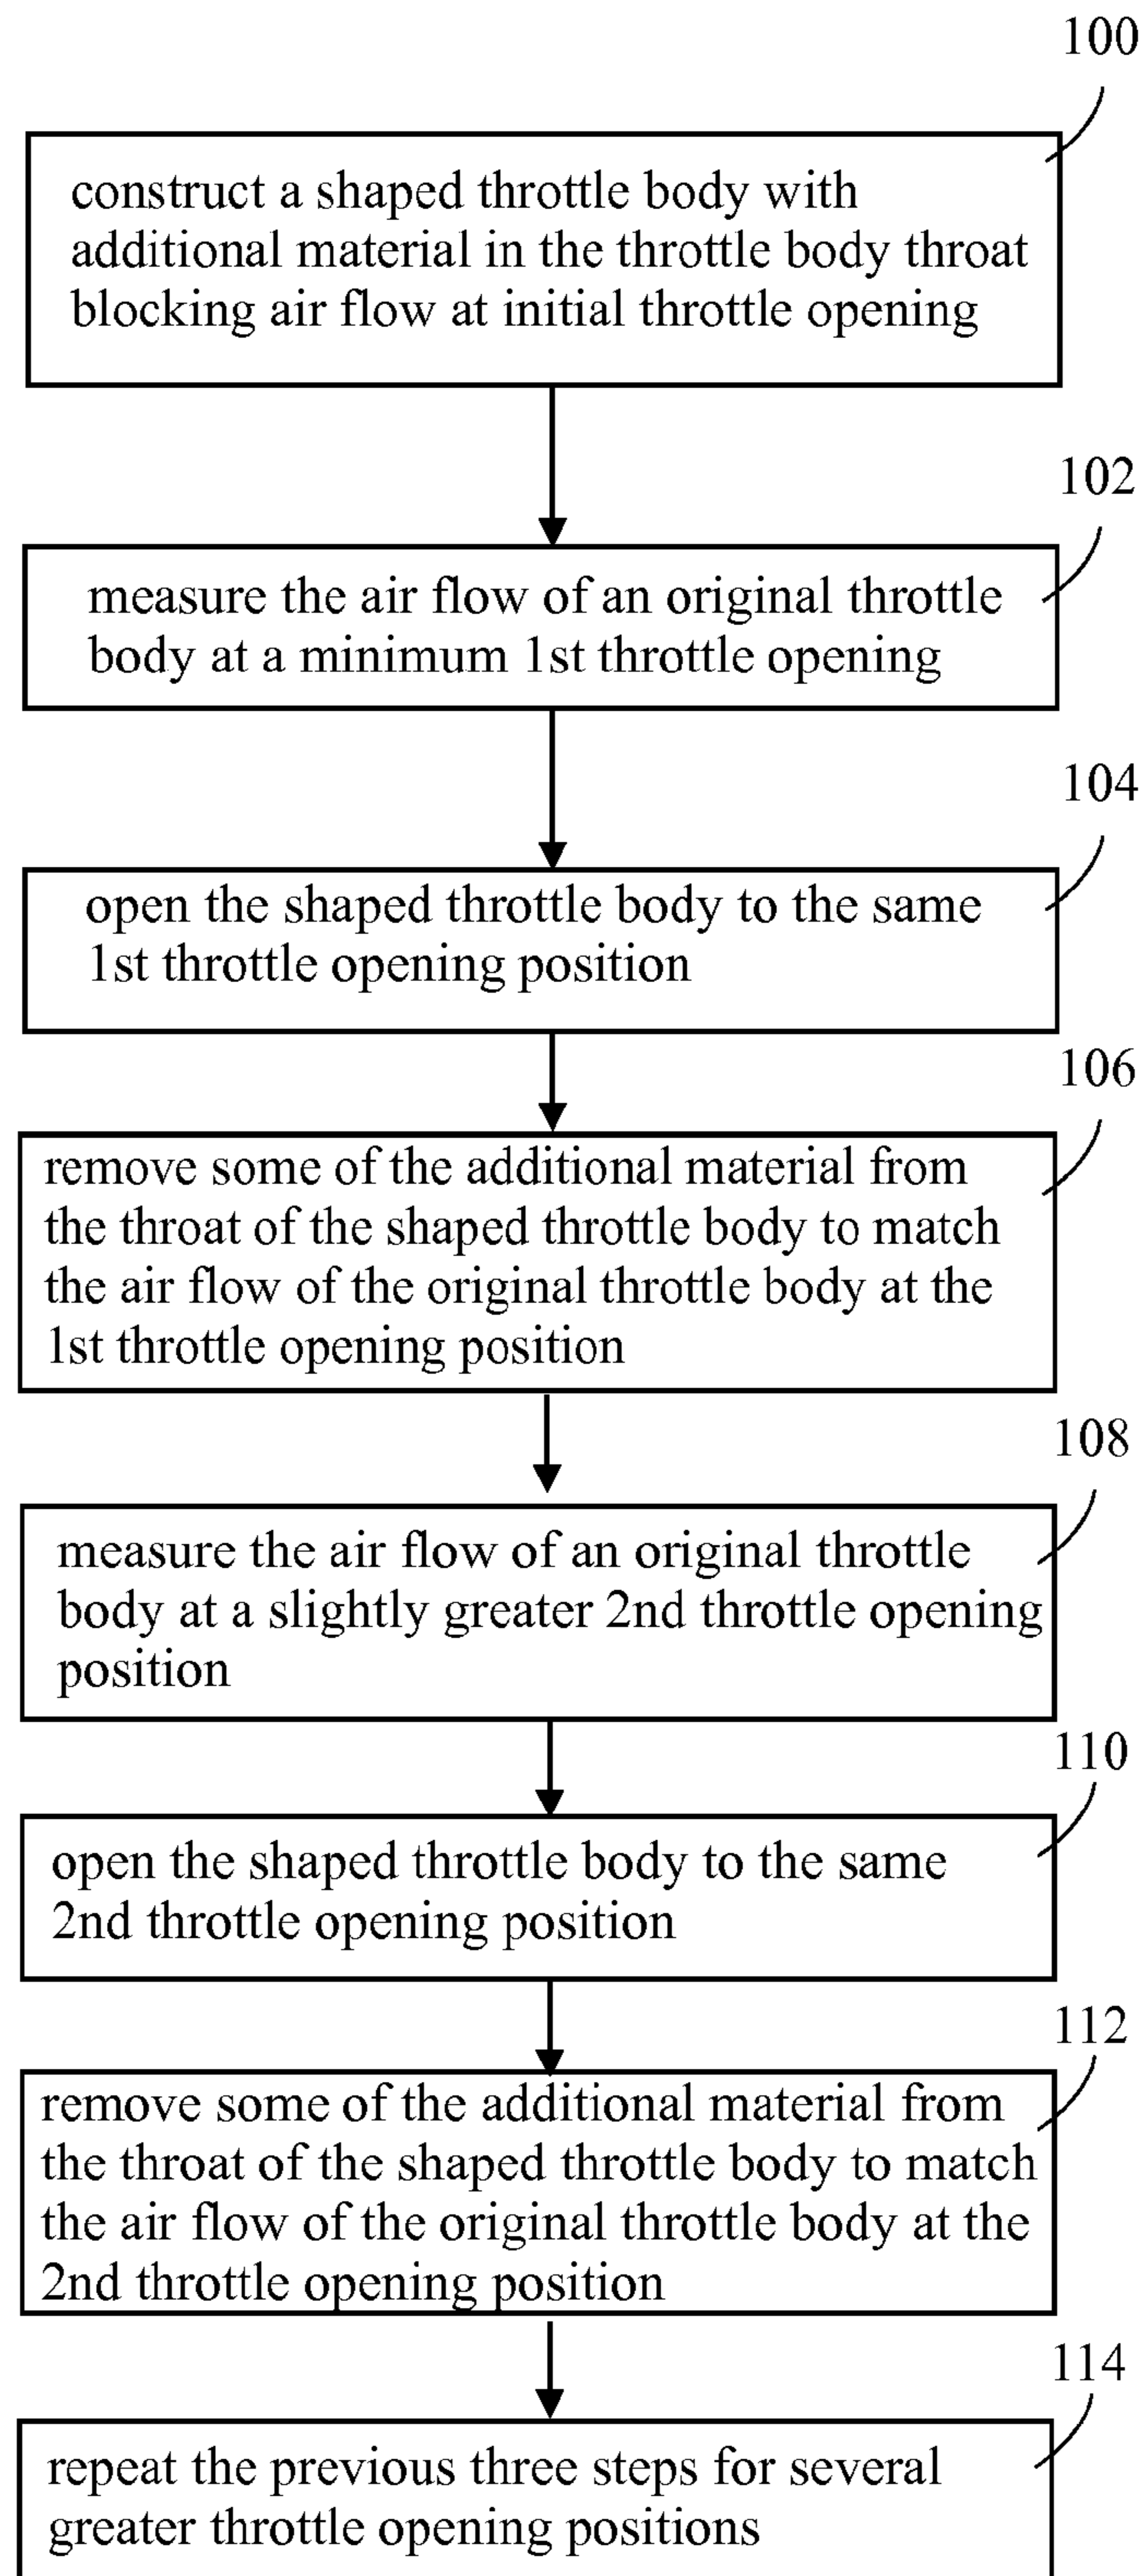 100
construct a shaped throttle body with
additional material in the throttle body throat
blocking air flow at initial throttle opening
102
measure the air flow of an original throttle
body at a minimum 1st throttle opening
104
open the shaped throttle body to the same
1st throttle opening position
106
remove some of the additional material from
the throat of the shaped throttle body to match
the air flow of the original throttle body at the
1st throttle opening position
108
measure the air flow of an original throttle
body at a slightly greater 2nd throttle opening
position
110
open the shaped throttle body to the same
2nd throttle opening position
112
remove some of the additional material from
the throat of the shaped throttle body to match
the air flow of the original throttle body at the
2nd throttle opening position
114
repeat the previous three steps for several
greater throttle opening positions